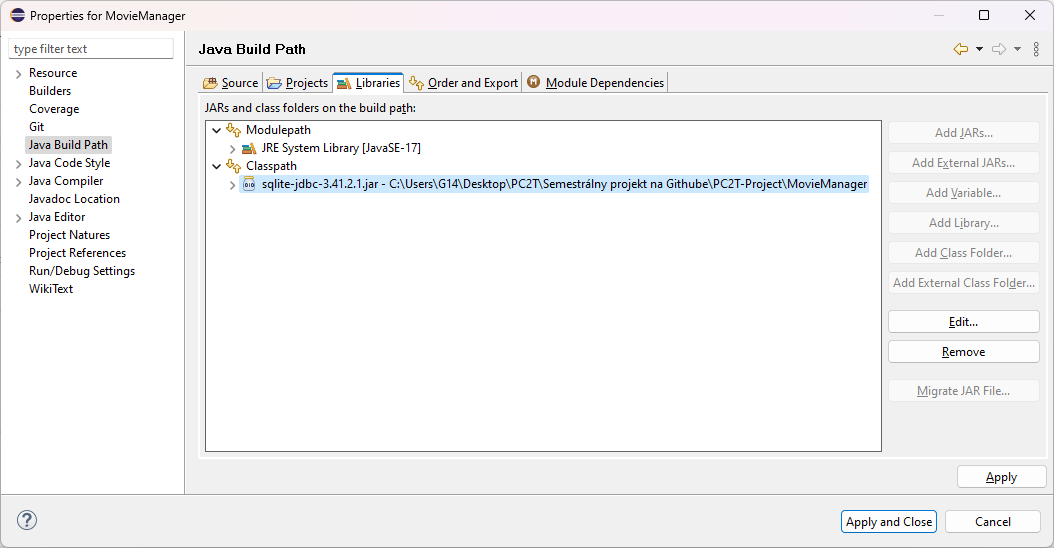 Properties for MovieManager
type filter text
Resource
Builders
Coverage
Git
Java Build Path
Java Code Style
Java Compiler
Javadoc Location
Java Editor
Project Natures
Project References
Run/Debug Settings
WikiText
Java Build Path
Source Projects Libraries Order and Export Module Dependencies
JARs and class folders on the build path:
Modulepath
JRE System Library [JavaSE-17]
Classpath
sqlite-jdbc-3.41.2.1.jar - C:\Users\G14\Desktop\PC2T\Semestrálny projekt na Githube\PC2T-Project\MovieManager
Add JARs...
Add External JARs...
Add Variable...
Add Library...
Add Class Folder...
Add External Class Folder...
Edit...
Remove
Migrate JAR File...
Apply
Apply and Close Cancel